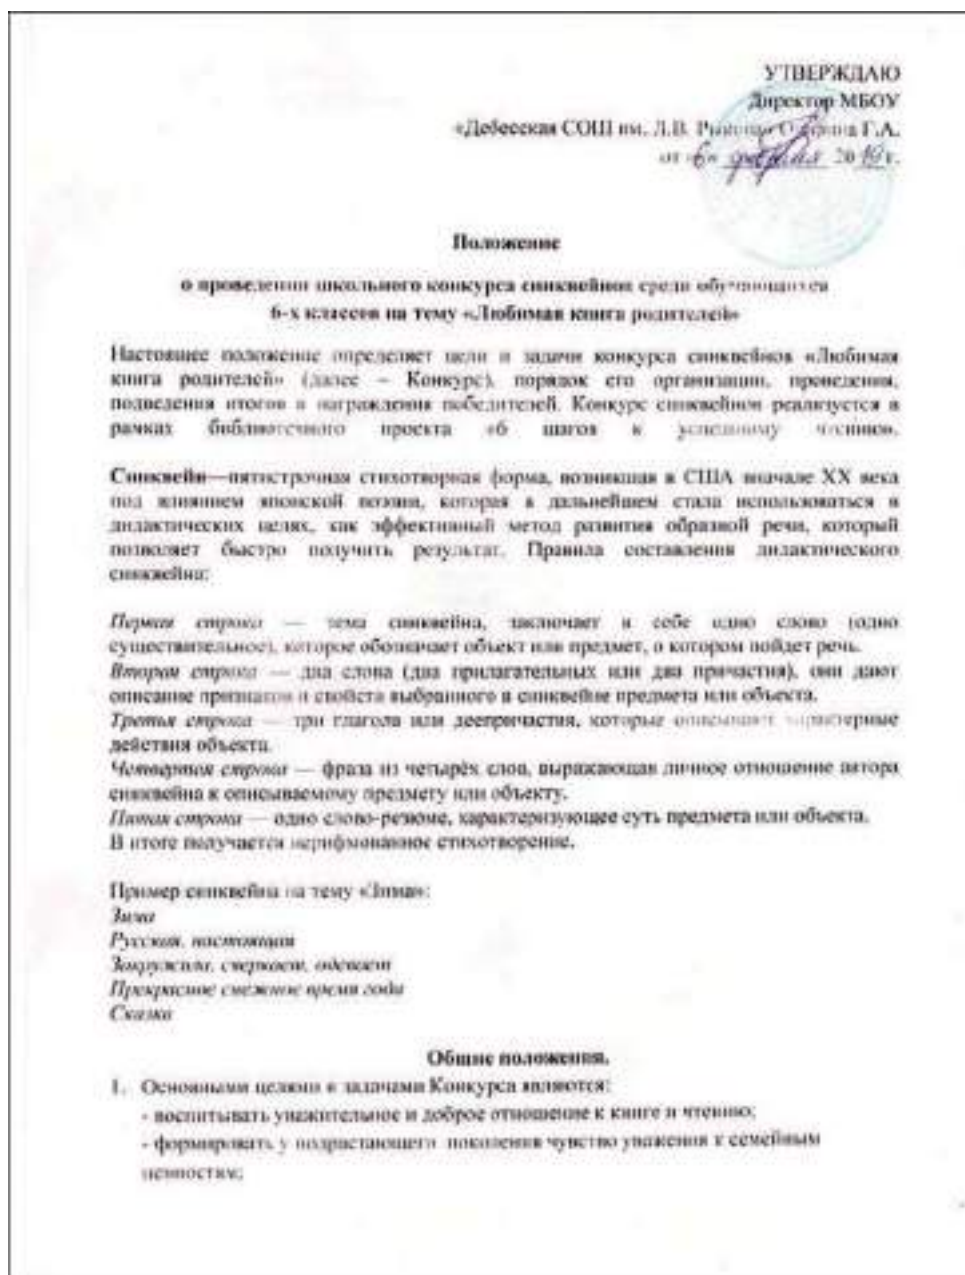 УТВЕРЖДАЮ
Директор МБОУ
«Дебесская СОШ им. Л.В. Г.А.
от «6» февраля 2019 г.
Положение
о проведении школьного конкурса синквейнов среди обучающихся
6-х классов на тему «Любимая книга родителей»
Настоящее положение определяет цели и задачи конкурса синквейнов «Любимая
книга родителей» (далее – Конкурс), порядок его организации, проведения,
подведения итогов и награждения победителей. Конкурс синквейнов реализуется в
рамках библиотечного проекта «6 шагов к успешному чтению».
Синквейн—пятистрочная стихотворная форма, возникшая в США вначале XX века
под влиянием японской поэзии, которая в дальнейшем стала использоваться в
дидактических целях, как эффективный метод развития образной речи, который
позволяет быстро получить результат. Правила составления дидактического
синквейна:
Первая строка — тема синквейна, заключает в себе одно слово (одно
существительное), которое обозначает объект или предмет, о котором пойдет речь.
Вторая строка — два слова (два прилагательных или два причастия), они дают
описание признаков и свойств выбранного в синквейне предмета или объекта.
Третья строка — три глагола или деепричастия, которые описывают характерные
действия объекта.
Четвертая строка — фраза из четырёх слов, выражающая личное отношение автора
синквейна к описываемому предмету или объекту.
Пятая строка — одно слово-резюме, характеризующее суть предмета или объекта.
В итоге получается нерифмованное стихотворение.
Пример синквейна на тему «Зима»:
Зима
Русская, настоящая
Закружила, сверкает, одевает
Прекрасное снежное время года
Сказка
Общие положения.
1. Основными целями и задачами Конкурса являются:
- воспитывать уважительное и доброе отношение к книге и чтению;
- формировать у подрастающего поколения чувство уважения к семейным
ценностям;